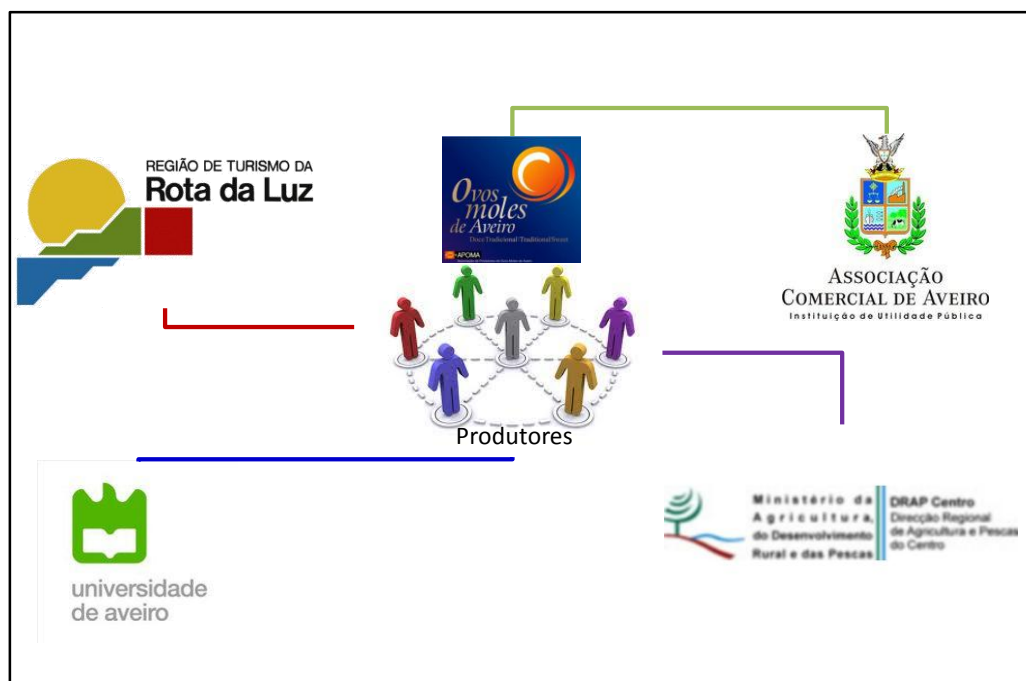 REGIÃO DE TURISMO DA
Rota da Luz
Ovos
moles
de Aveiro
Doce Tradicional/Traditional Sweet
APOMA
ASSOCIAÇÃO
COMERCIAL DE AVEIRO
Instituição de Utilidade Pública
Produtores
universidade
de aveiro
Ministério da
Agricultura,
do Desenvolvimento
Rural e das Pescas
DRAP Centro
Direcção Regional
de Agricultura e Pescas
do Centro